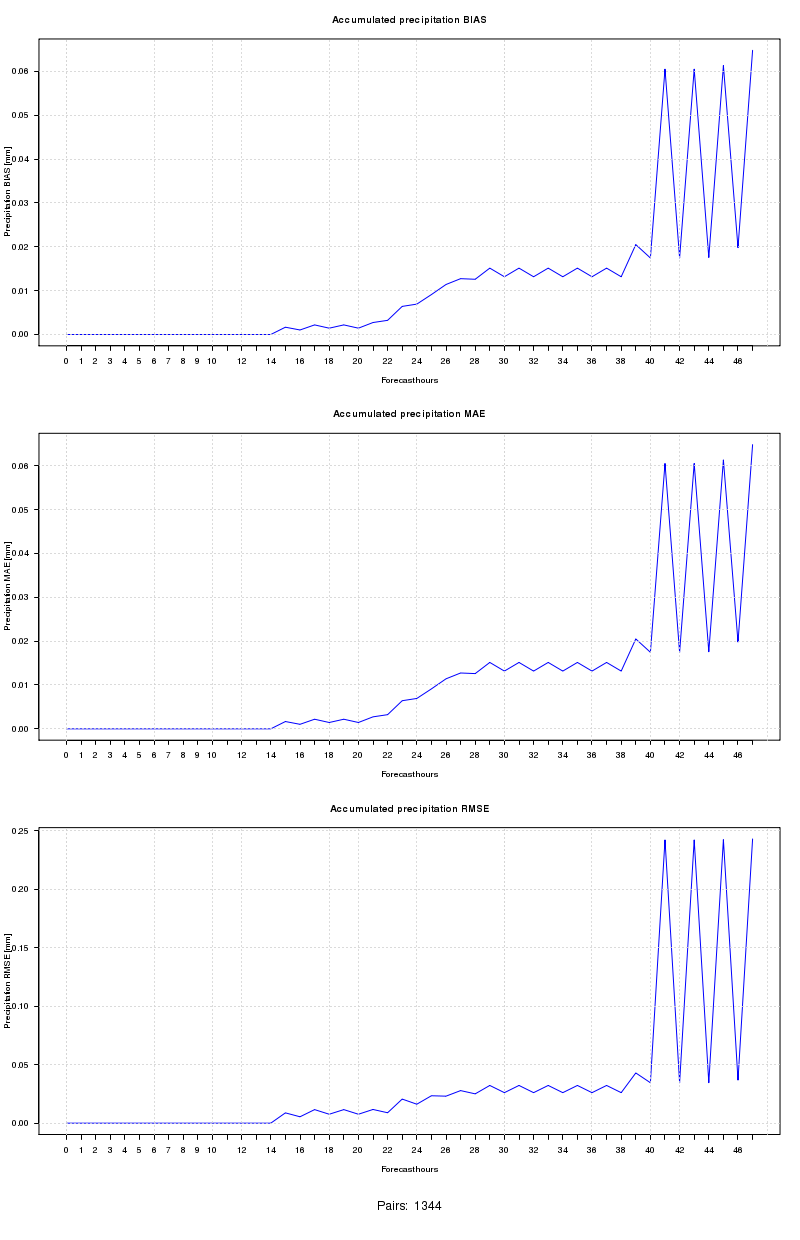 Accumulated precipitation BIAS
Precipitation BIAS [mm]
0.06
0.05
0.04
0.03
0.02
0.01
0.00
0 1 2 3 4 5 6 7 8 9 10 12 14 16 18 20 22 24 26 28 30 32 34 36 38 40 42 44 46
Forecasthours
Accumulated precipitation MAE
Precipitation MAE [mm]
0.06
0.05
0.04
0.03
0.02
0.01
0.00
0 1 2 3 4 5 6 7 8 9 10 12 14 16 18 20 22 24 26 28 30 32 34 36 38 40 42 44 46
Forecasthours
Accumulated precipitation RMSE
Precipitation RMSE [mm]
0.25
0.20
0.15
0.10
0.05
0.00
0 1 2 3 4 5 6 7 8 9 10 12 14 16 18 20 22 24 26 28 30 32 34 36 38 40 42 44 46
Forecasthours
Pairs: 1344